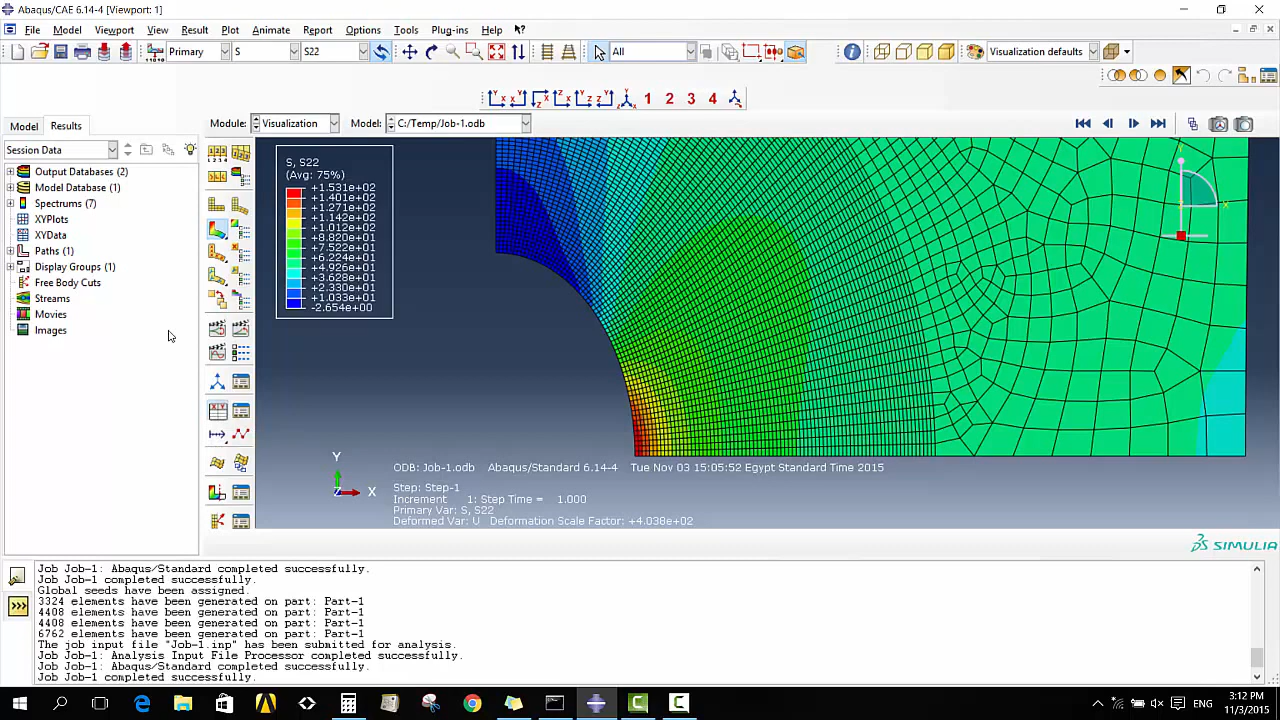 Abaqus/CAE 6.14-4 [Viewport: 1]
File Model Viewport View Result Plot Animate Report Options Tools Plug-ins Help
Primary S S22 All Visualization defaults
1 2 3 4
Model Results Module: Visualization Model: C:/Temp/Job-1.odb
Session Data
Output Databases (2)
Model Database (1)
Spectrums (7)
XYPlots
XYData
Paths (1)
Display Groups (1)
Free Body Cuts
Streams
Movies
Images
S, S22
(Avg: 75%)
+1.531e+02
+1.401e+02
+1.271e+02
+1.142e+02
+1.012e+02
+8.820e+01
+7.522e+01
+6.224e+01
+4.926e+01
+3.628e+01
+2.330e+01
+1.033e+01
-2.654e+00
Y
X
Y
Z X
ODB: Job-1.odb Abaqus/Standard 6.14-4 Tue Nov 03 15:05:52 Egypt Standard Time 2015
Step: Step-1
Increment 1: Step Time = 1.000
Primary Var: S, S22
Deformed Var: U Deformation Scale Factor: +4.038e+02
SIMULIA
Job Job-1: Abaqus/Standard completed successfully.
Job Job-1 completed successfully.
Global seeds have been assigned.
3324 elements have been generated on part: Part-1
4408 elements have been generated on part: Part-1
4408 elements have been generated on part: Part-1
6762 elements have been generated on part: Part-1
The job input file "Job-1.inp" has been submitted for analysis.
Job Job-1: Analysis Input File Processor completed successfully.
Job Job-1: Abaqus/Standard completed successfully.
Job Job-1 completed successfully.
ENG
3:12 PM
11/3/2015